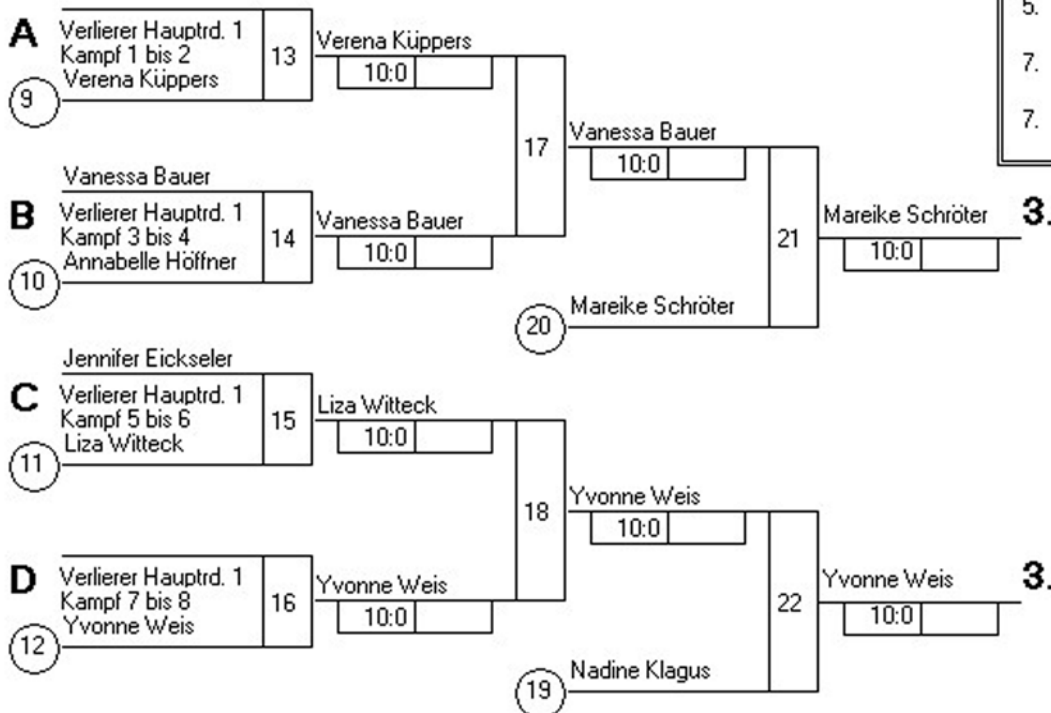 5.
7.
7.
A
Verlierer Hauptrd. 1
Kampf 1 bis 2
Verena Küppers
9
13
Verena Küppers
10:0
17
Vanessa Bauer
10:0
B
Vanessa Bauer
Verlierer Hauptrd. 1
Kampf 3 bis 4
Annabelle Höffner
10
14
Vanessa Bauer
10:0
21
Mareike Schröter
10:0
3.
20
Mareike Schröter
C
Jennifer Eickseler
Verlierer Hauptrd. 1
Kampf 5 bis 6
Liza Witteck
11
15
Liza Witteck
10:0
18
Yvonne Weis
10:0
D
Verlierer Hauptrd. 1
Kampf 7 bis 8
Yvonne Weis
12
16
Yvonne Weis
10:0
22
Yvonne Weis
10:0
3.
19
Nadine Klagus